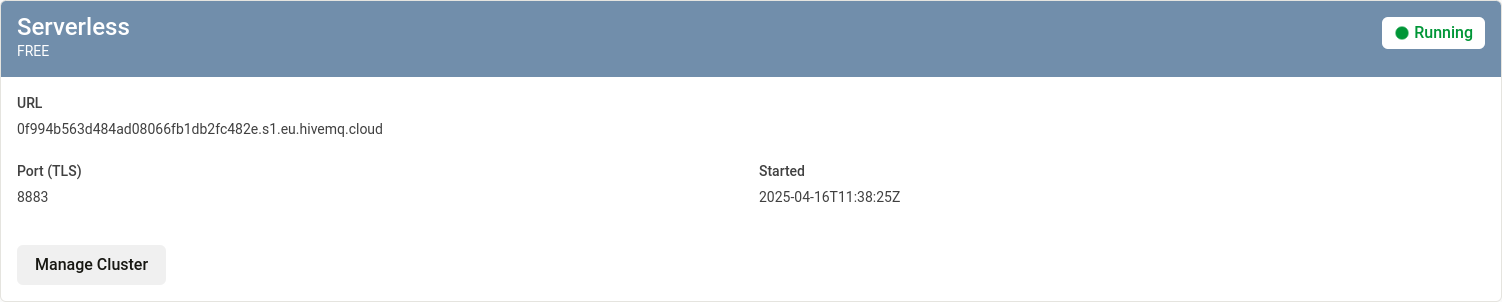 Serverless
FREE
Running
URL
0f994b563d484ad08066fb1db2fc482e.s1.eu.hivemq.cloud
Port (TLS)
8883
Started
2025-04-16T11:38:25Z
Manage Cluster